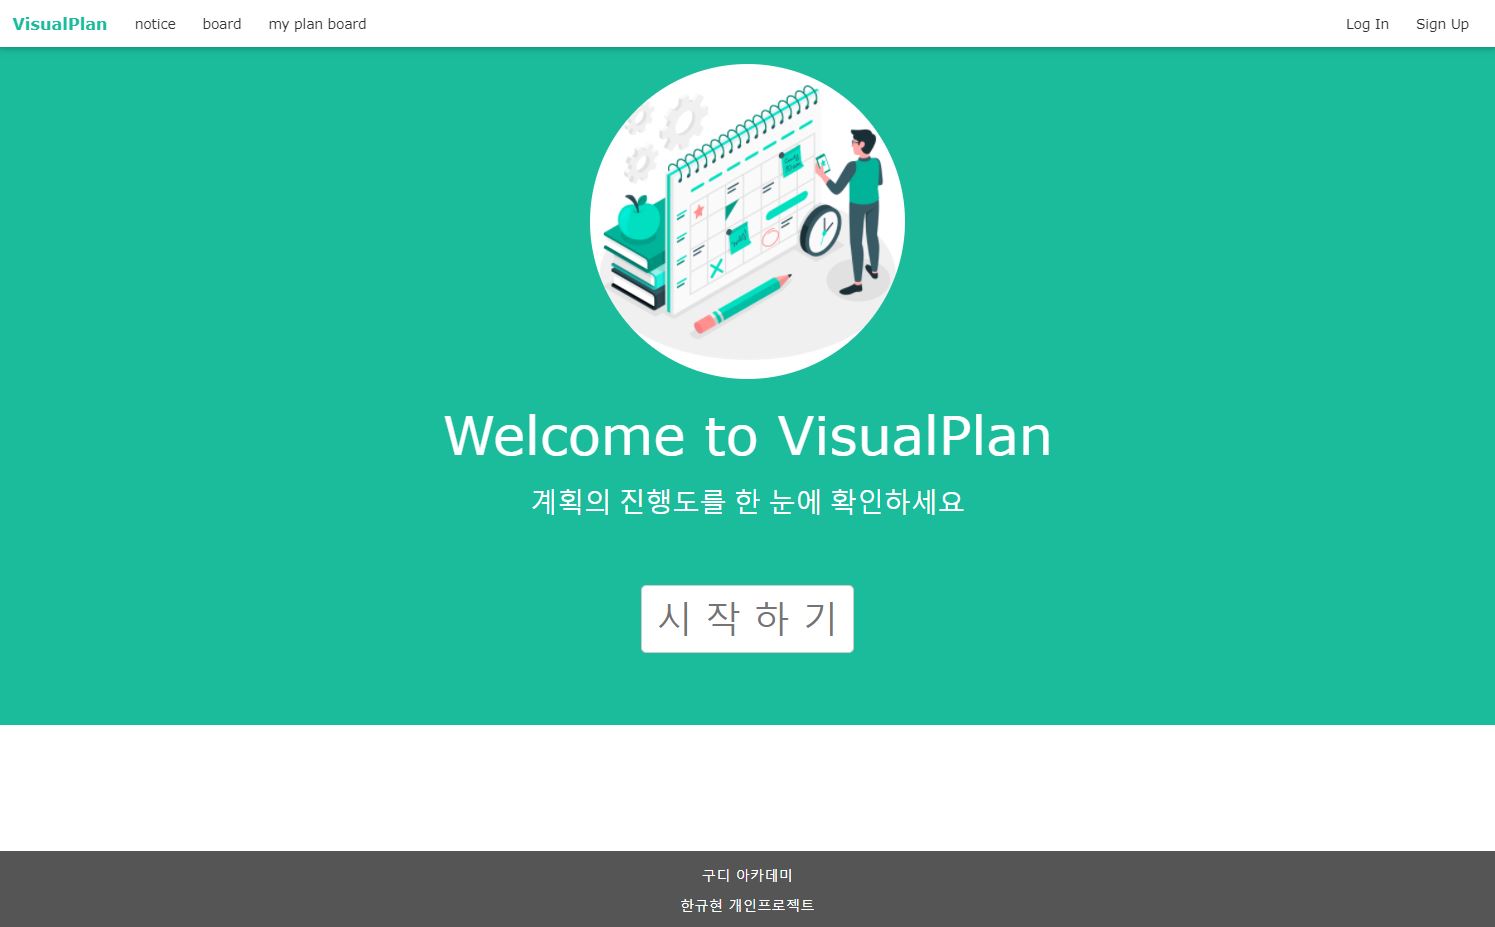 VisualPlan notice board my plan board Log In Sign Up
Welcome to VisualPlan
계획의 진행도를 한 눈에 확인하세요
시 작 하 기
구디 아카데미
한규현 개인프로젝트